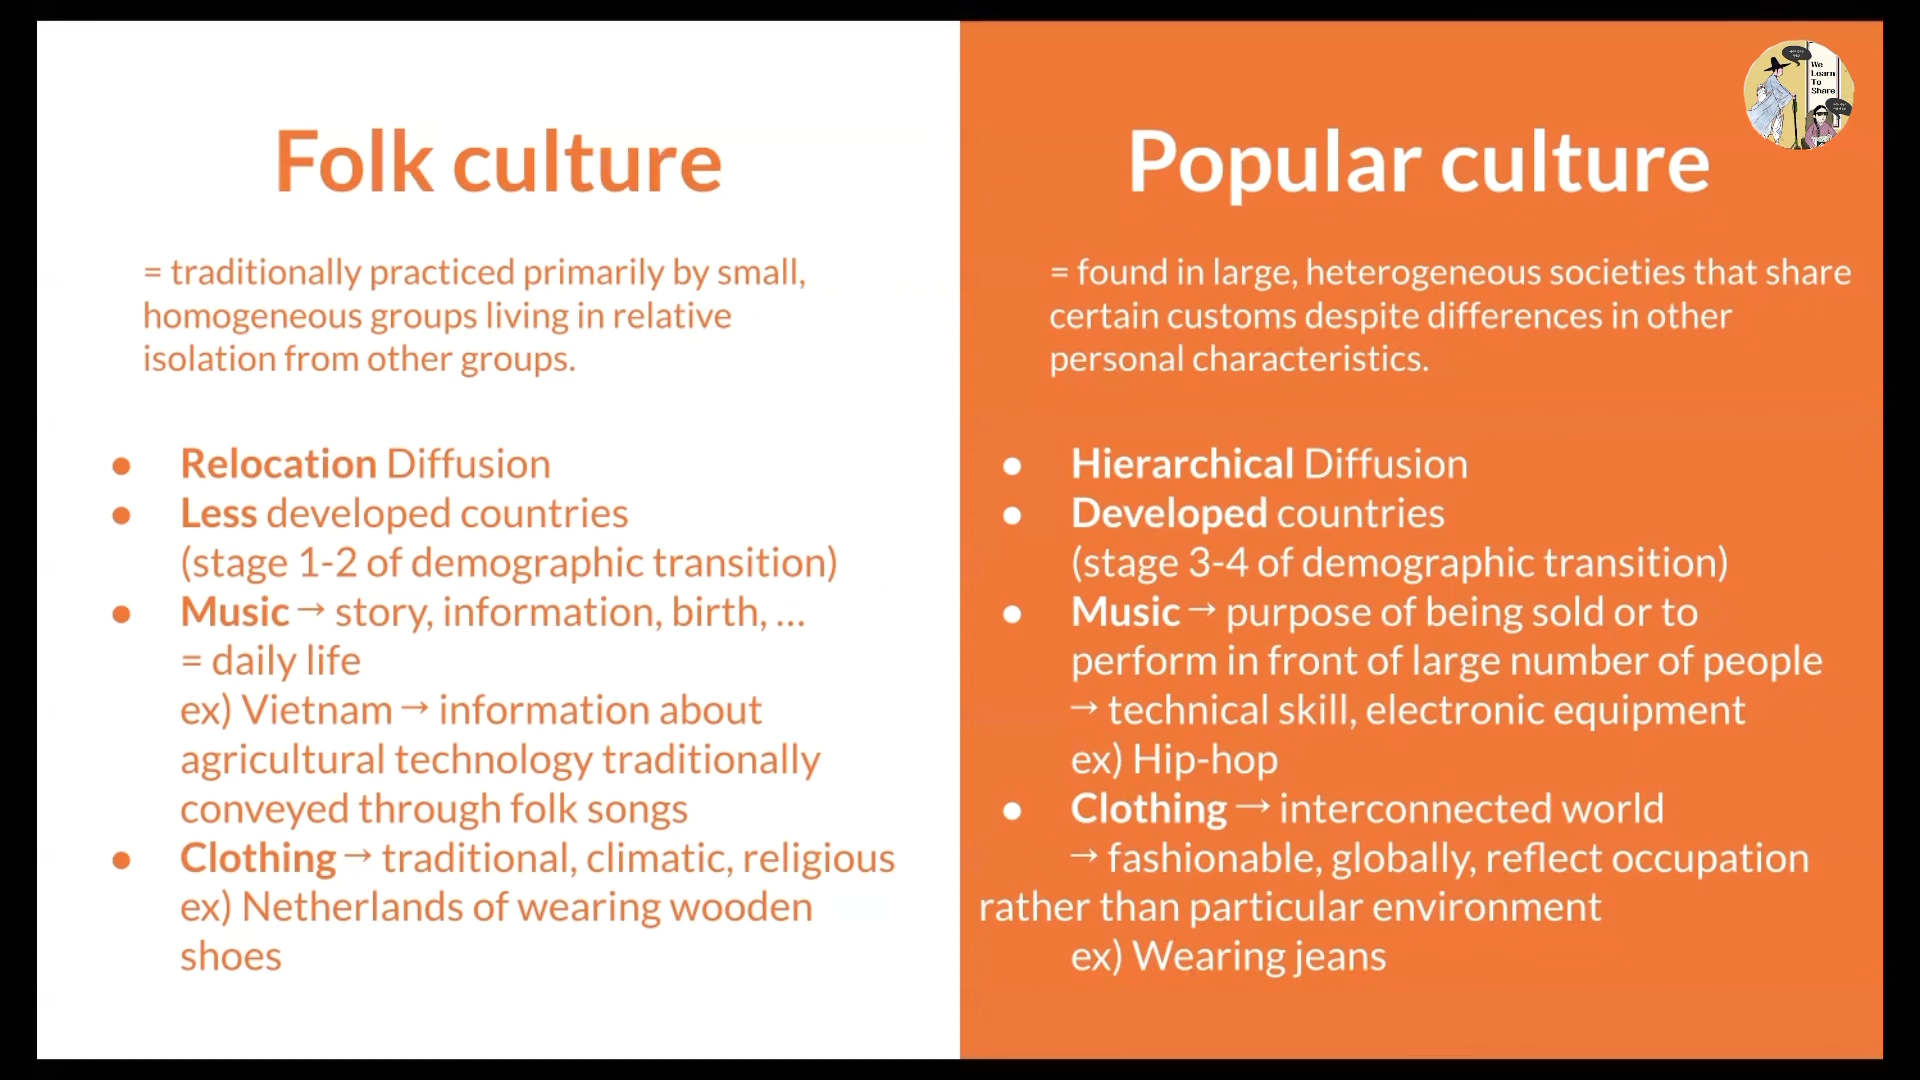 Folk culture
= traditionally practiced primarily by small,
homogeneous groups living in relative
isolation from other groups.
● Relocation Diffusion
● Less developed countries
(stage 1-2 of demographic transition)
● Music → story, information, birth, ...
= daily life
ex) Vietnam → information about
agricultural technology traditionally
conveyed through folk songs
● Clothing → traditional, climatic, religious
ex) Netherlands of wearing wooden
shoes
Popular culture
= found in large, heterogeneous societies that share
certain customs despite differences in other
personal characteristics.
● Hierarchical Diffusion
● Developed countries
(stage 3-4 of demographic transition)
● Music → purpose of being sold or to
perform in front of large number of people
→ technical skill, electronic equipment
ex) Hip-hop
● Clothing → interconnected world
→ fashionable, globally, reflect occupation
rather than particular environment
ex) Wearing jeans
We
Learn
To
Share